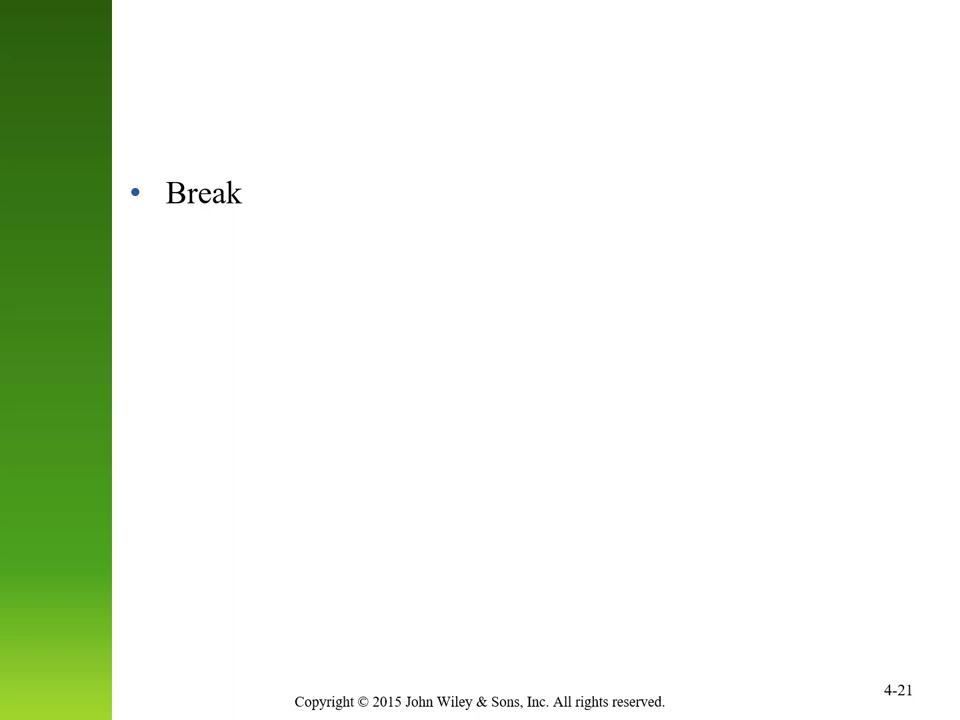 • Break
4-21
Copyright © 2015 John Wiley & Sons, Inc. All rights reserved.